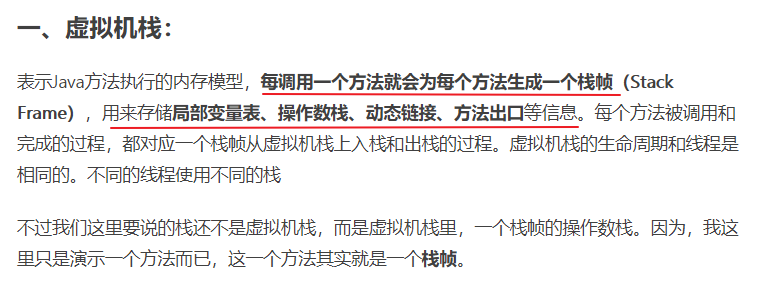 一、虚拟机栈：
表示Java方法执行的内存模型，每调用一个方法就会为每个方法生成一个栈帧（Stack
Frame），用来存储局部变量表、操作数栈、动态链接、方法出口等信息。每个方法被调用和
完成的过程，都对应一个栈帧从虚拟机栈上入栈和出栈的过程。虚拟机栈的生命周期和线程是
相同的。不同的线程使用不同的栈
不过我们这里要说的栈还不是虚拟机栈，而是虚拟机栈里，一个栈帧的操作数栈。因为，我这
里只是演示一个方法而已，这一个方法其实就是一个栈帧。